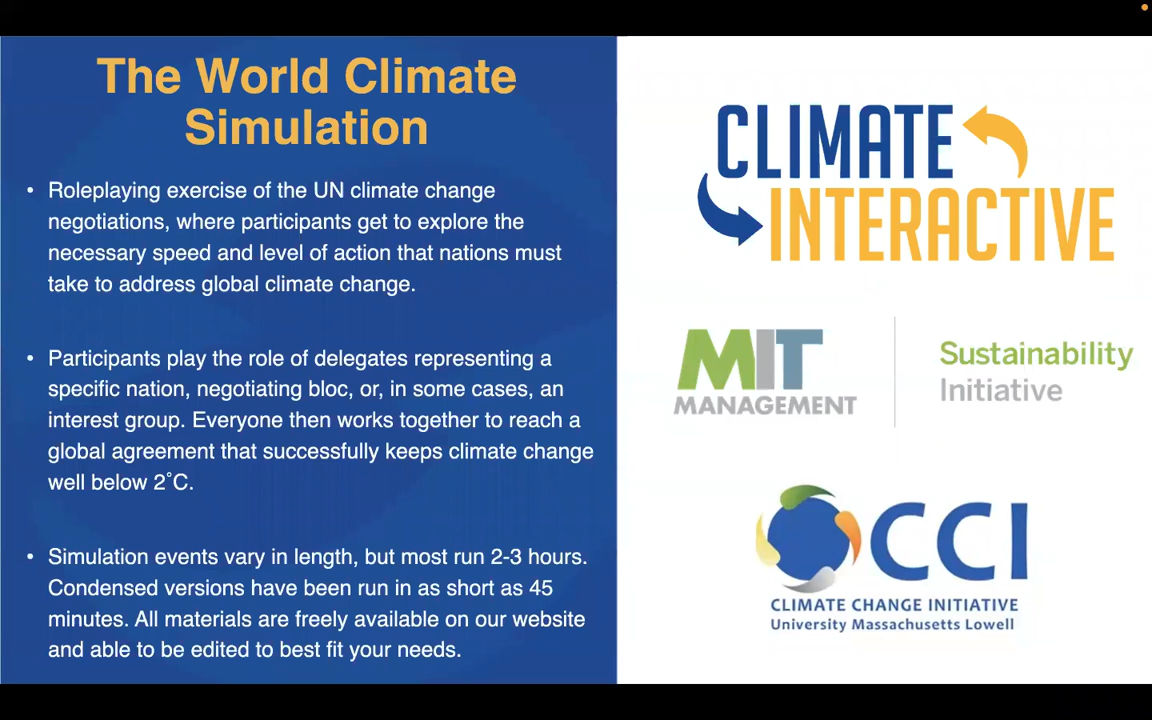 The World Climate
Simulation
• Roleplaying exercise of the UN climate change
negotiations, where participants get to explore the
necessary speed and level of action that nations must
take to address global climate change.
• Participants play the role of delegates representing a
specific nation, negotiating bloc, or, in some cases, an
interest group. Everyone then works together to reach a
global agreement that successfully keeps climate change
well below 2˚C.
• Simulation events vary in length, but most run 2-3 hours.
Condensed versions have been run in as short as 45
minutes. All materials are freely available on our website
and able to be edited to best fit your needs.
CLIMATE
INTERACTIVE
MIT
MANAGEMENT
Sustainability
Initiative
CCI
CLIMATE CHANGE INITIATIVE
University Massachusetts Lowell